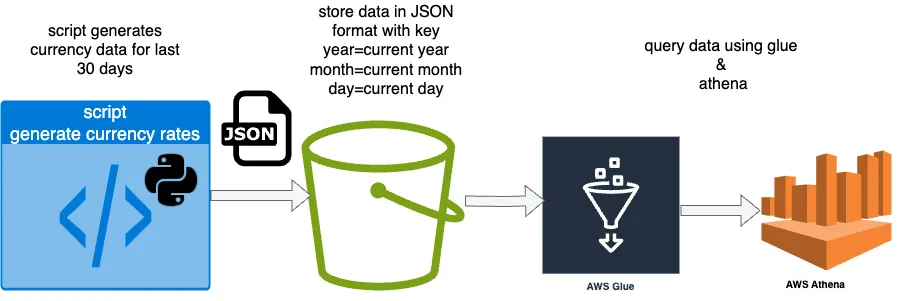 script generates
currency data for last
30 days
store data in JSON
format with key
year=current year
month=current month
day=current day
query data using glue
&
athena
script
generate currency rates
JSON
AWS Glue
AWS Athena